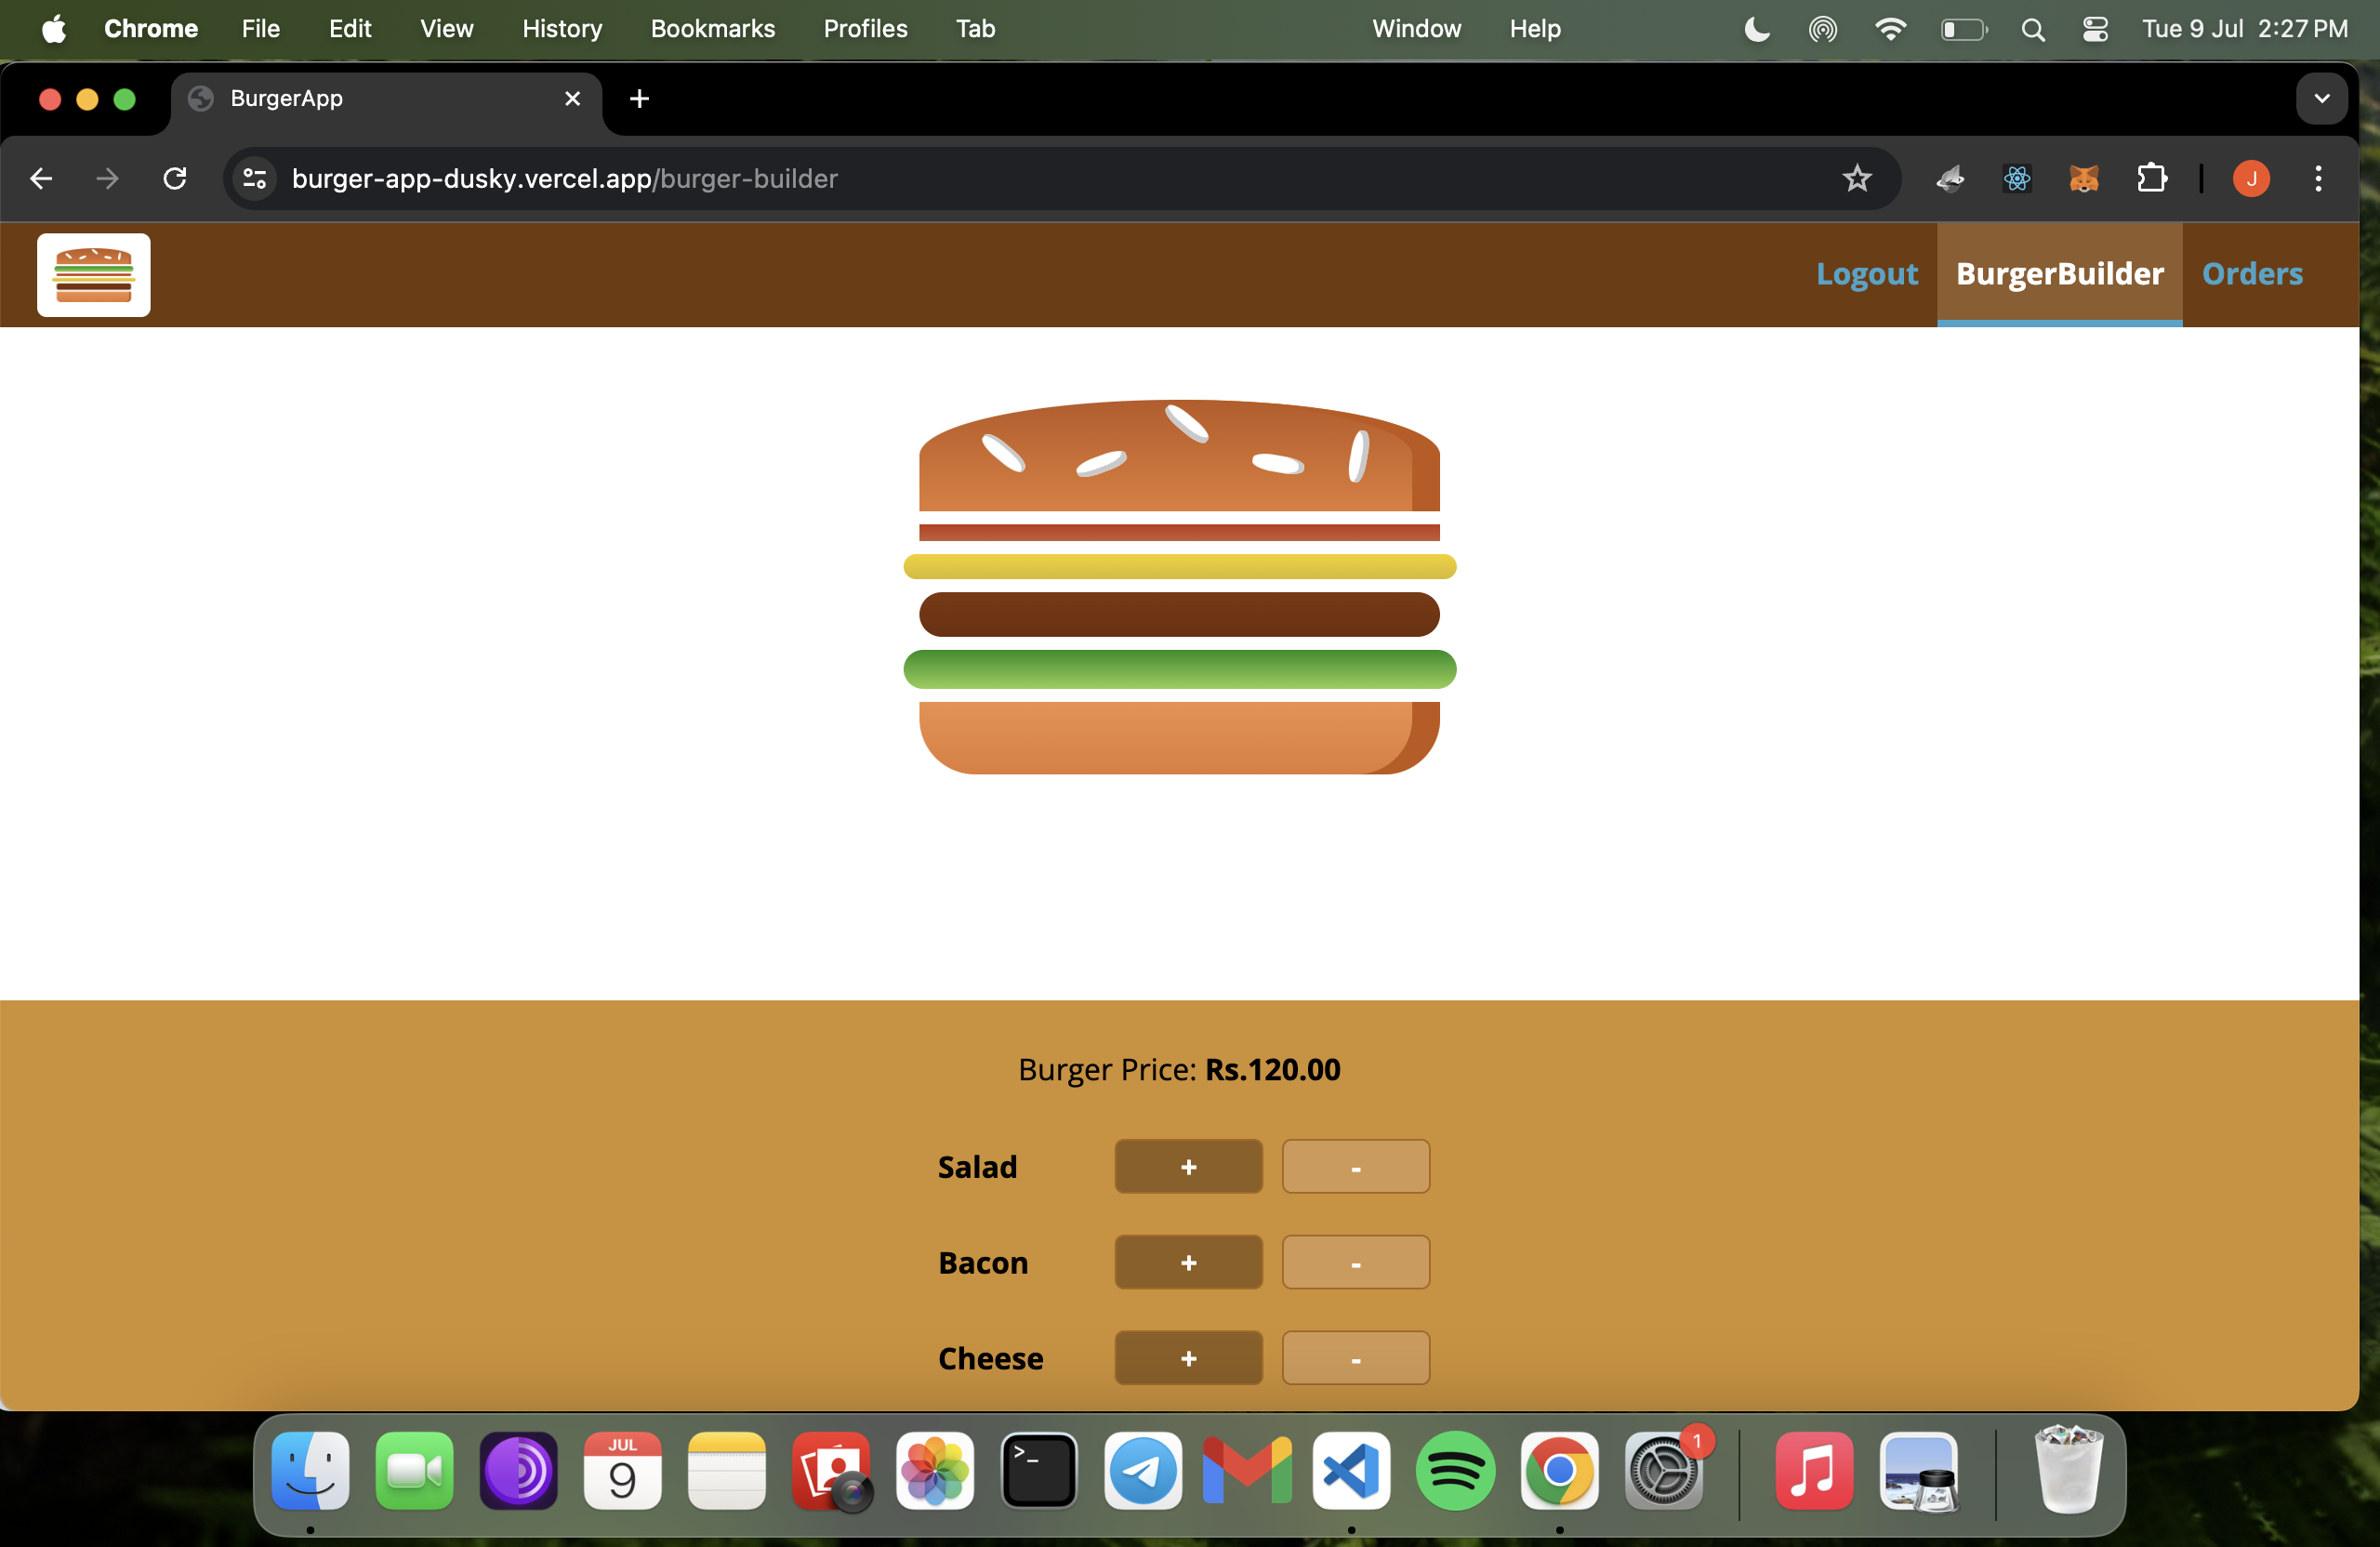 Chrome File Edit View History Bookmarks Profiles Tab Window Help Tue 9 Jul 2:27 PM
BurgerApp
burger-app-dusky.vercel.app/burger-builder
J
Logout BurgerBuilder Orders
Burger Price: Rs.120.00
Salad + -
Bacon + -
Cheese + -
JUL
9
>_
1